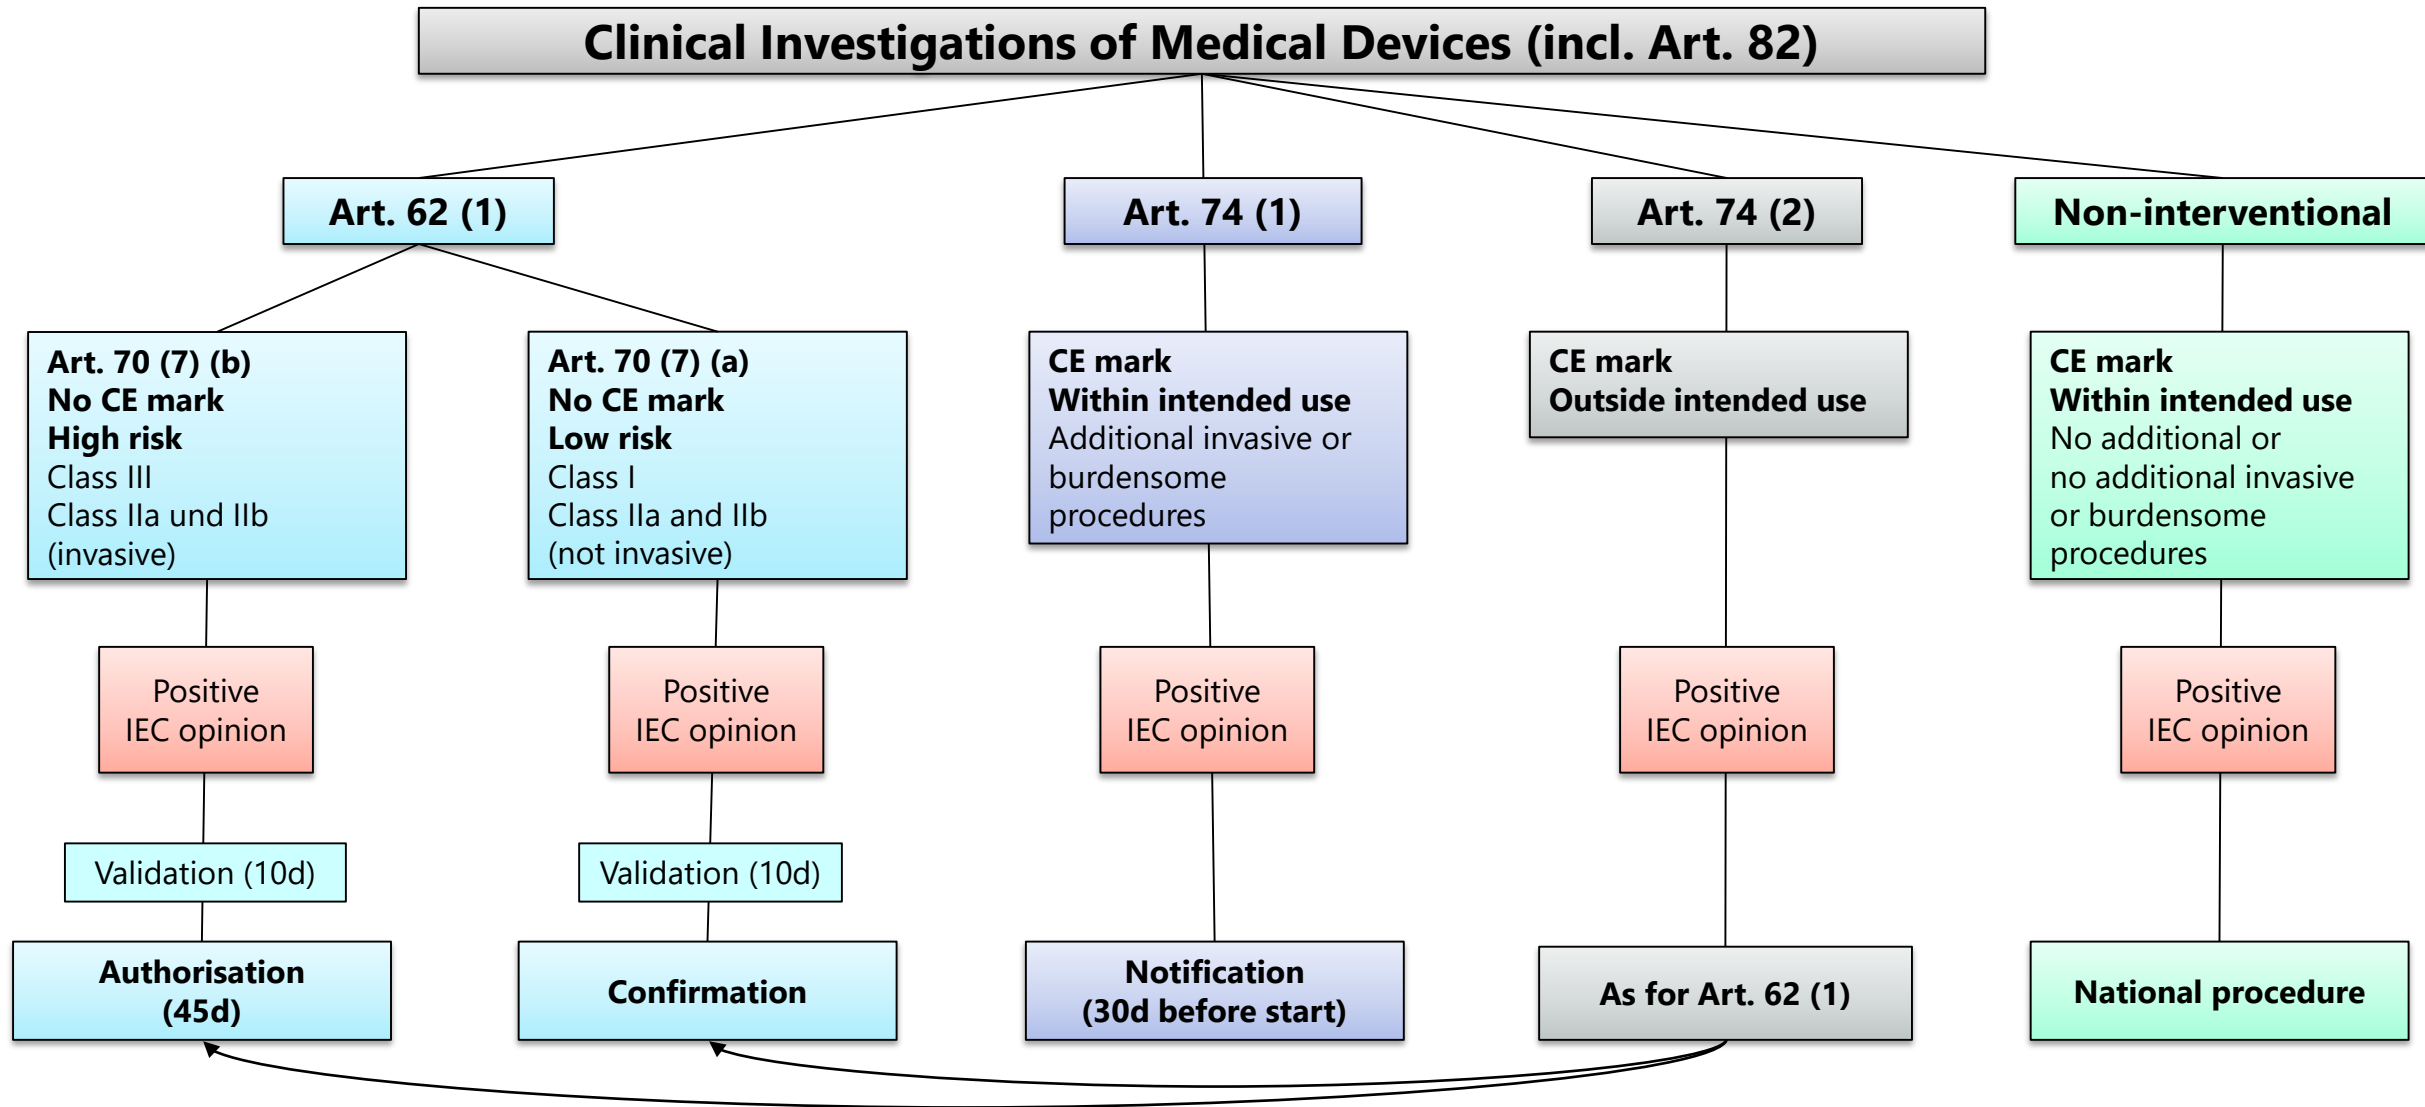 Clinical Investigations of Medical Devices (incl. Art. 82)
Art. 62 (1)
Art. 74 (1)
Art. 74 (2)
Non-interventional
Art. 70 (7) (b)
No CE mark
High risk
Class III
Class IIa und IIb
(invasive)
Art. 70 (7) (a)
No CE mark
Low risk
Class I
Class IIa and IIb
(not invasive)
CE mark
Within intended use
Additional invasive or
burdensome
procedures
CE mark
Outside intended use
CE mark
Within intended use
No additional or
no additional invasive
or burdensome
procedures
Positive
IEC opinion
Positive
IEC opinion
Positive
IEC opinion
Positive
IEC opinion
Positive
IEC opinion
Validation (10d)
Validation (10d)
Authorisation
(45d)
Confirmation
Notification
(30d before start)
As for Art. 62 (1)
National procedure